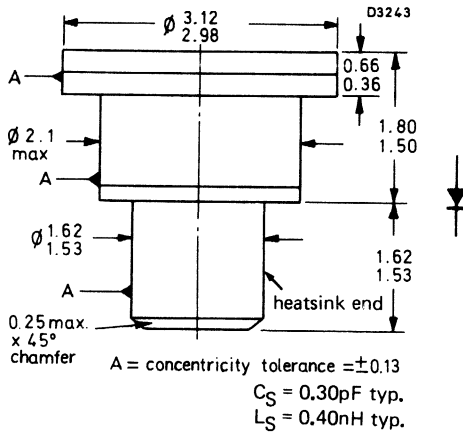 D3243
Ø 3.12
2.98
A
0.66
0.36
Ø 2.1
max
1.80
1.50
A
Ø 1.62
1.53
1.62
1.53
A
heatsink end
0.25 max.
x 45°
chamfer
A = concentricity tolerance = ±0.13
CS = 0.30pF typ.
LS = 0.40nH typ.